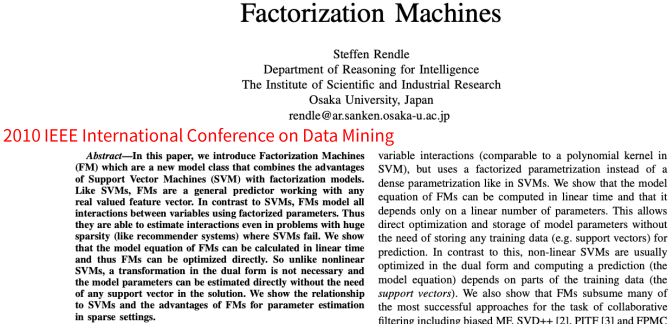 Factorization Machines
Steffen Rendle
Department of Reasoning for Intelligence
The Institute of Scientific and Industrial Research
Osaka University, Japan
rendle@ar.sanken.osaka-u.ac.jp
2010 IEEE International Conference on Data Mining
Abstract—In this paper, we introduce Factorization Machines
(FM) which are a new model class that combines the advantages
of Support Vector Machines (SVM) with factorization models.
Like SVMs, FMs are a general predictor working with any
real valued feature vector. In contrast to SVMs, FMs model all
interactions between variables using factorized parameters. Thus
they are able to estimate interactions even in problems with huge
sparsity (like recommender systems) where SVMs fail. We show
that the model equation of FMs can be calculated in linear time
and thus FMs can be optimized directly. So unlike nonlinear
SVMs, a transformation in the dual form is not necessary and
the model parameters can be estimated directly without the need
of any support vector in the solution. We show the relationship
to SVMs and the advantages of FMs for parameter estimation
in sparse settings.
variable interactions (comparable to a polynomial kernel in
SVM), but uses a factorized parametrization instead of a
dense parametrization like in SVMs. We show that the model
equation of FMs can be computed in linear time and that it
depends only on a linear number of parameters. This allows
direct optimization and storage of model parameters without
the need of storing any training data (e.g. support vectors) for
prediction. In contrast to this, non-linear SVMs are usually
optimized in the dual form and computing a prediction (the
model equation) depends on parts of the training data (the
support vectors). We also show that FMs subsume many of
the most successful approaches for the task of collaborative
filtering including biased MF, SVD++ [2], PITF [3] and FPMC